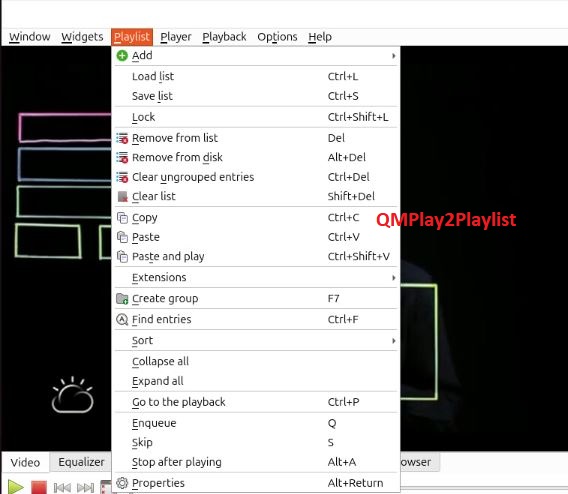 Window Widgets Playlist Player Playback Options Help
Add
Load list Ctrl+L
Save list Ctrl+S
Lock Ctrl+Shift+L
Remove from list Del
Remove from disk Alt+Del
Clear ungrouped entries Ctrl+Del
Clear list Shift+Del
Copy Ctrl+C QMPlay2Playlist
Paste Ctrl+V
Paste and play Ctrl+Shift+V
Extensions
Create group F7
Find entries Ctrl+F
Sort
Collapse all
Expand all
Go to the playback Ctrl+P
Enqueue Q
Skip S
Stop after playing Alt+A
Video Equalizer owser
Properties Alt+Return